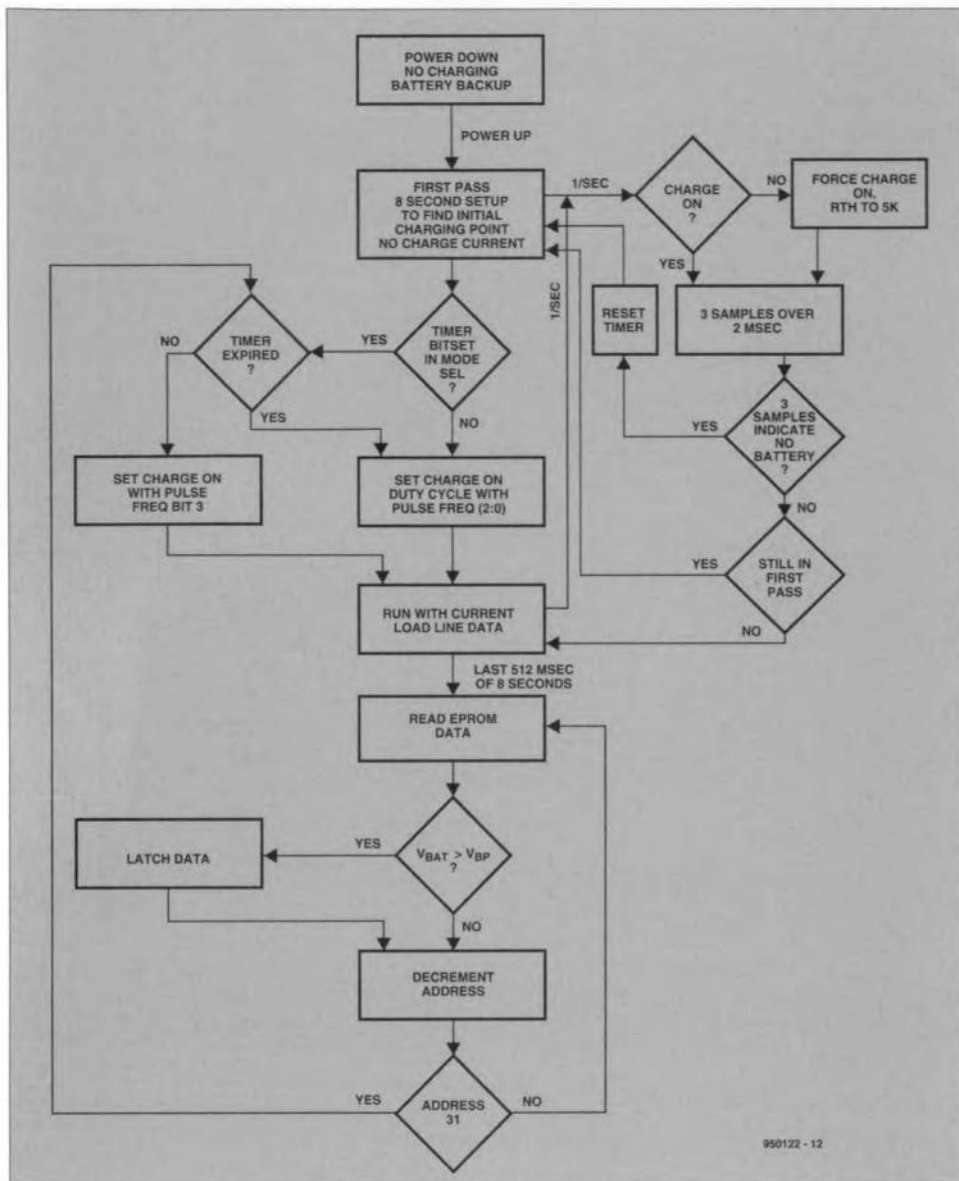 POWER DOWN
NO CHARGING
BATTERY BACKUP
POWER UP
FIRST PASS
8 SECOND SETUP
TO FIND INITIAL
CHARGING POINT
NO CHARGE CURRENT
1/SEC
CHARGE
ON
?
NO
FORCE CHARGE
ON,
RTH TO 5K
YES
1/SEC
RESET
TIMER
3 SAMPLES OVER
2 MSEC
TIMER
EXPIRED
?
NO
YES
TIMER
BITSET
IN MODE
SEL
?
YES
NO
3
SAMPLES
INDICATE
NO
BATTERY
?
YES
NO
SET CHARGE ON
WITH PULSE
FREQ BIT 3
SET CHARGE ON
DUTY CYCLE WITH
PULSE FREQ (2:0)
YES
STILL IN
FIRST
PASS
NO
RUN WITH CURRENT
LOAD LINE DATA
LAST 512 MSEC
OF 8 SECONDS
READ EPROM
DATA
LATCH DATA
YES
VBAT > VBP
?
NO
DECREMENT
ADDRESS
YES
ADDRESS
31
NO
950122 - 12